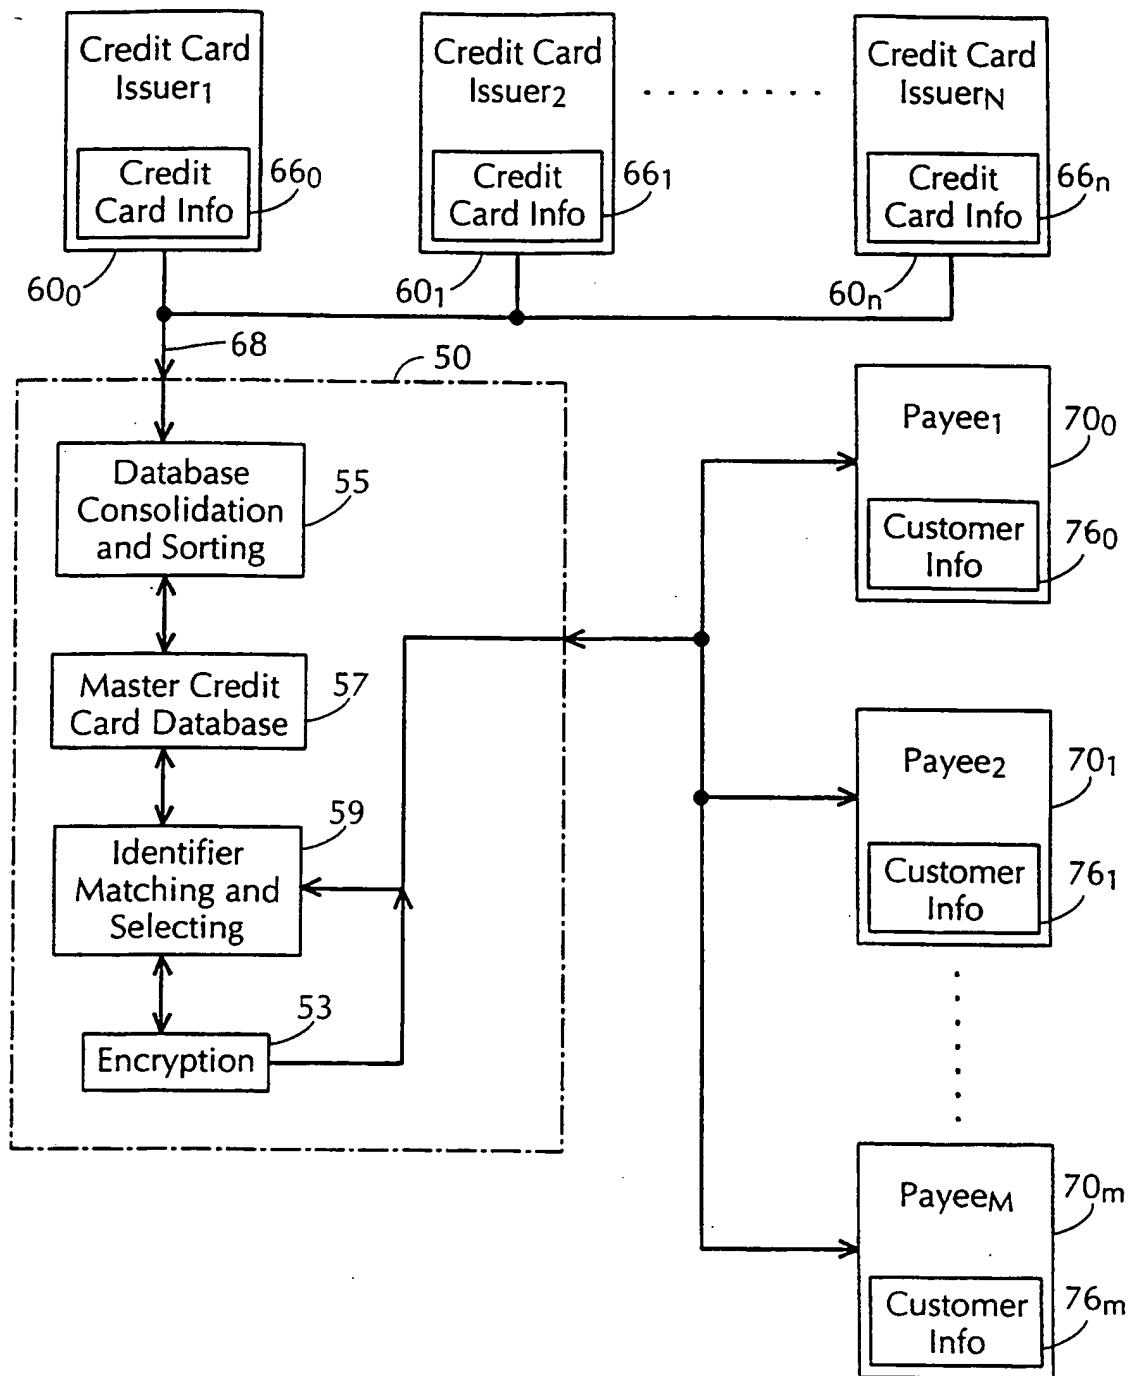 Credit Card
Issuer1
Credit
Card Info
660
600
Credit Card
Issuer2
Credit
Card Info
661
601
. . . . . . . . .
Credit Card
IssuerN
Credit
Card Info
66n
60n
68
50
Database
Consolidation
and Sorting
55
Master Credit
Card Database
57
Identifier
Matching and
Selecting
59
Encryption
53
Payee1
700
Customer
Info
760
Payee2
701
Customer
Info
761
PayeeM
70m
Customer
Info
76m